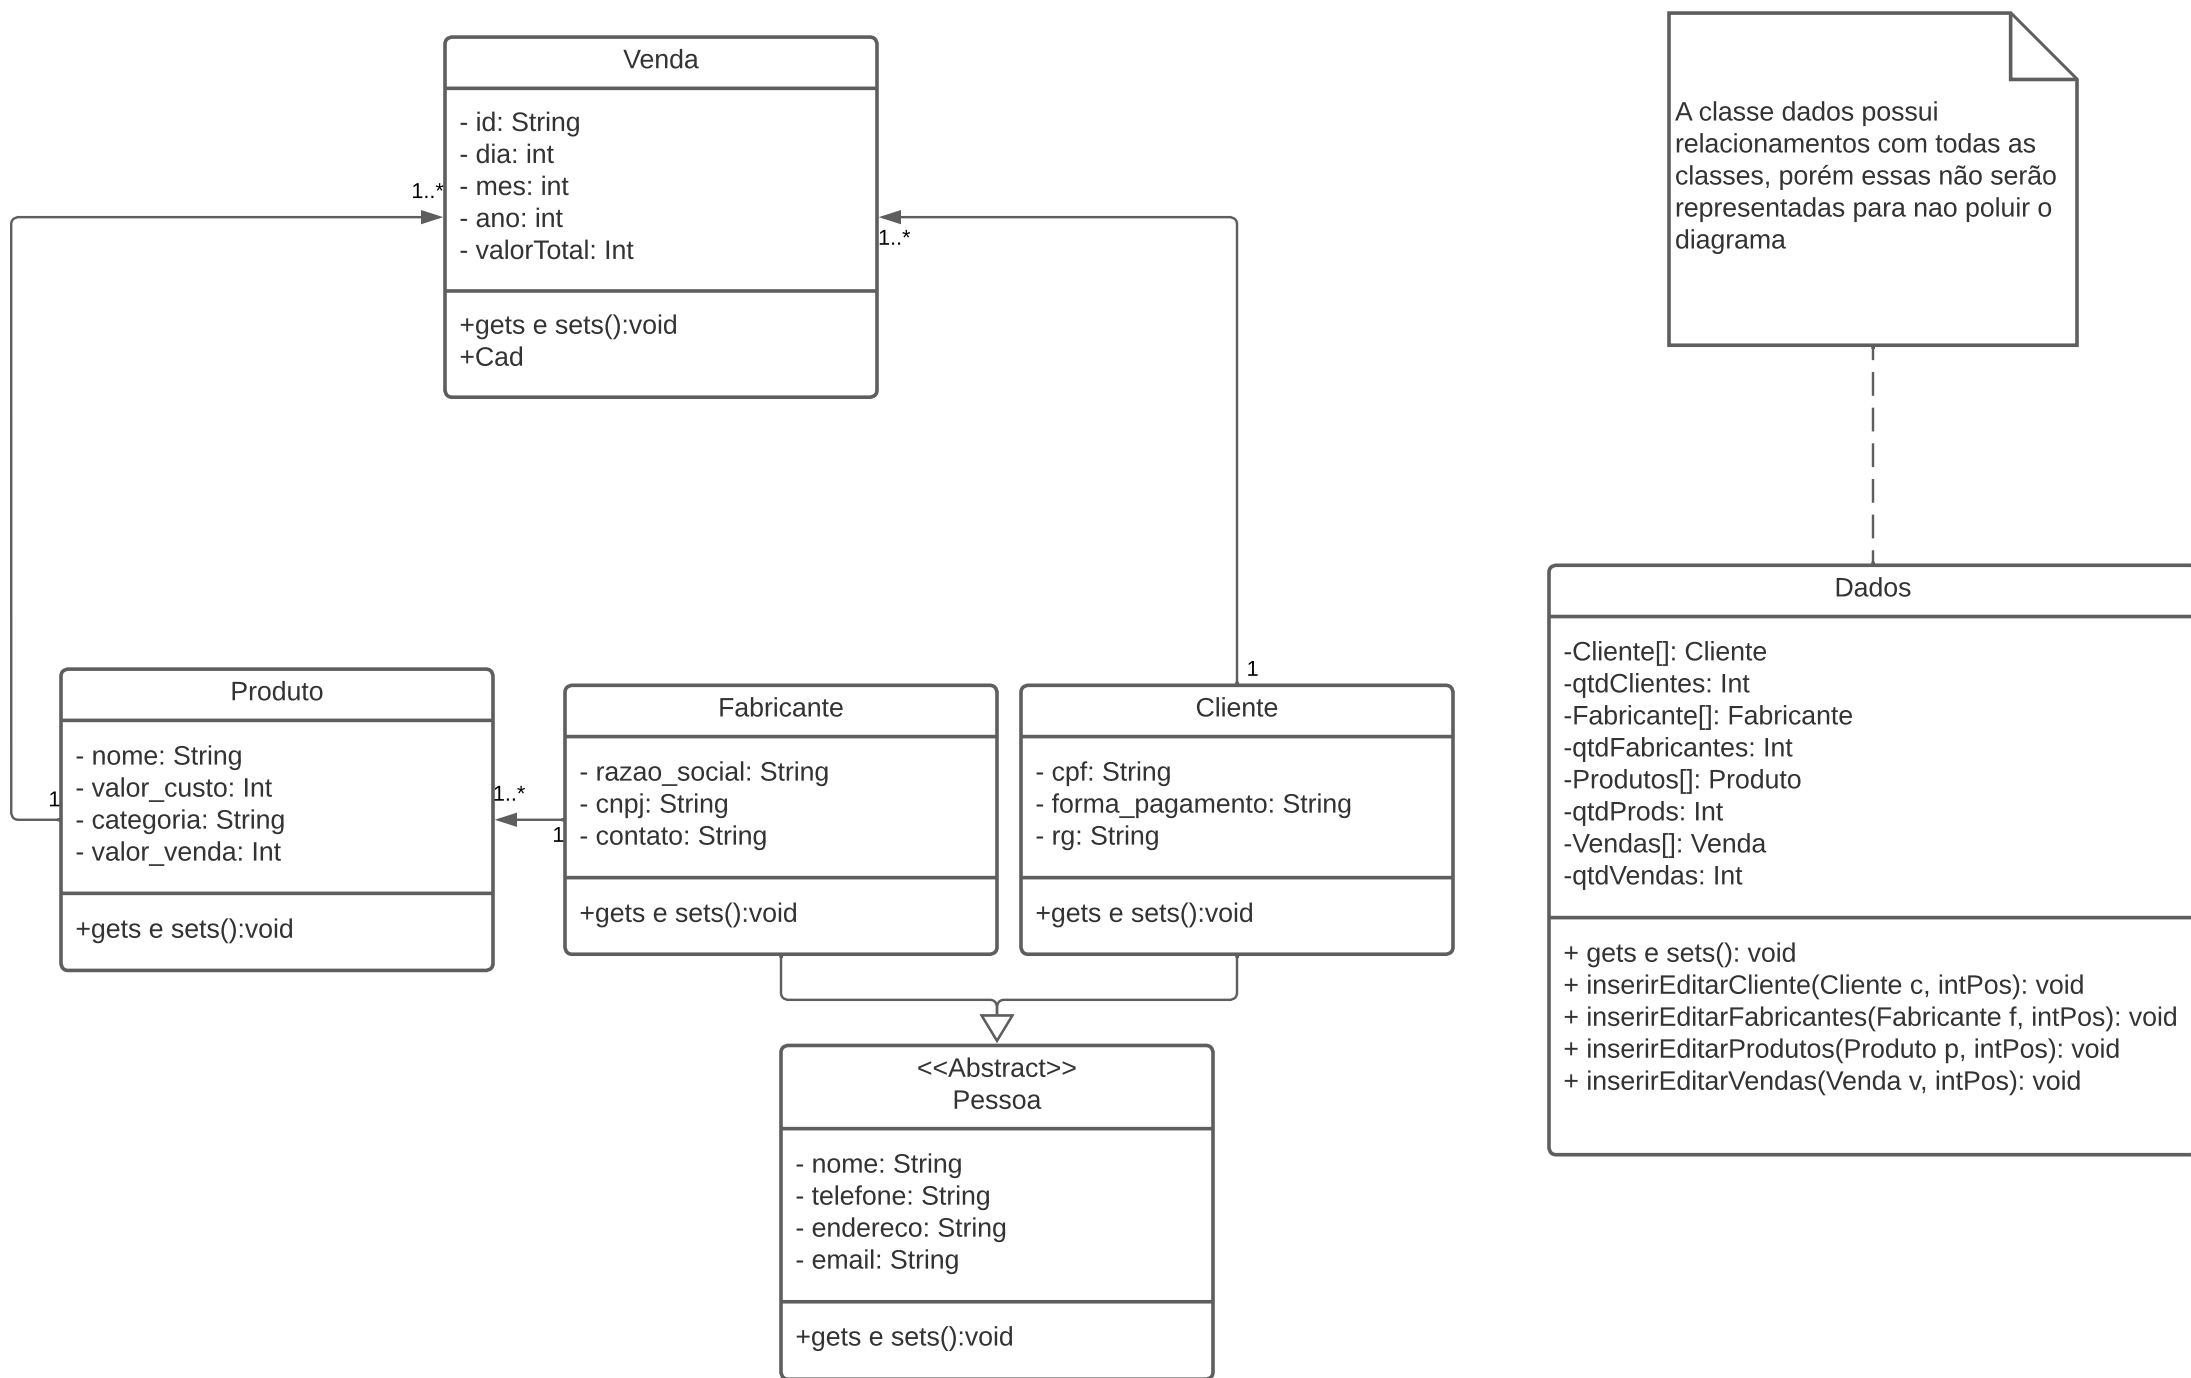 Venda
- id: String
- dia: int
- mes: int
- ano: int
- valorTotal: Int
+gets e sets():void
+Cad
1..*
1..*
A classe dados possui
relacionamentos com todas as
classes, porém essas não serão
representadas para nao poluir o
diagrama
Produto
- nome: String
- valor_custo: Int
- categoria: String
- valor_venda: Int
+gets e sets():void
1
1..*
1
Fabricante
- razao_social: String
- cnpj: String
- contato: String
+gets e sets():void
1
Cliente
- cpf: String
- forma_pagamento: String
- rg: String
+gets e sets():void
Dados
-Cliente[]: Cliente
-qtdClientes: Int
-Fabricante[]: Fabricante
-qtdFabricantes: Int
-Produtos[]: Produto
-qtdProds: Int
-Vendas[]: Venda
-qtdVendas: Int
+ gets e sets(): void
+ inserirEditarCliente(Cliente c, intPos): void
+ inserirEditarFabricantes(Fabricante f, intPos): void
+ inserirEditarProdutos(Produto p, intPos): void
+ inserirEditarVendas(Venda v, intPos): void
<<Abstract>>
Pessoa
- nome: String
- telefone: String
- endereco: String
- email: String
+gets e sets():void